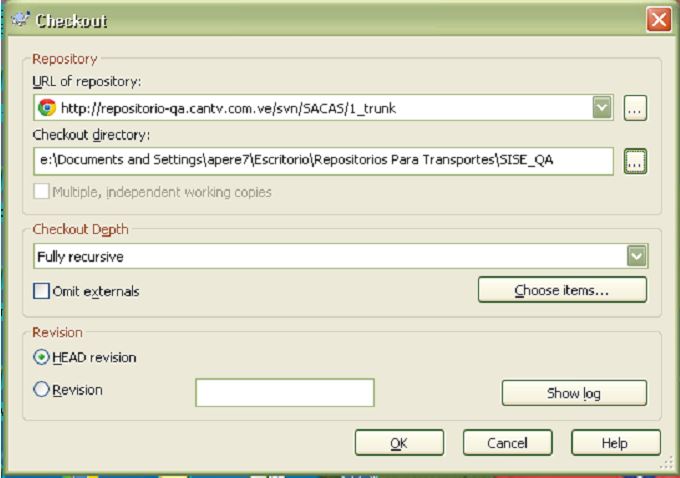 Checkout
Repository
URL of repository:
http://repositorio-qa.cantv.com.ve/svn/SACAS/1_trunk
...
Checkout directory:
e:\Documents and Settings\apere7\Escritorio\Repositorios Para Transportes\SISE_QA
...
Multiple, independent working copies
Checkout Depth
Fully recursive
Omit externals
Choose items...
Revision
HEAD revision
Revision
Show log
OK Cancel Help